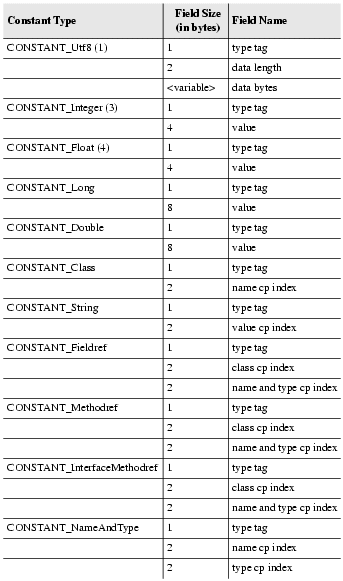 Constant Type Field Size (in bytes) Field Name
CONSTANT_Utf8 (1) 1 type tag
2 data length
<variable> data bytes
CONSTANT_Integer (3) 1 type tag
4 value
CONSTANT_Float (4) 1 type tag
4 value
CONSTANT_Long 1 type tag
8 value
CONSTANT_Double 1 type tag
8 value
CONSTANT_Class 1 type tag
2 name cp index
CONSTANT_String 1 type tag
2 value cp index
CONSTANT_Fieldref 1 type tag
2 class cp index
2 name and type cp index
CONSTANT_Methodref 1 type tag
2 class cp index
2 name and type cp index
CONSTANT_InterfaceMethodref 1 type tag
2 class cp index
2 name and type cp index
CONSTANT_NameAndType 1 type tag
2 name cp index
2 type cp index